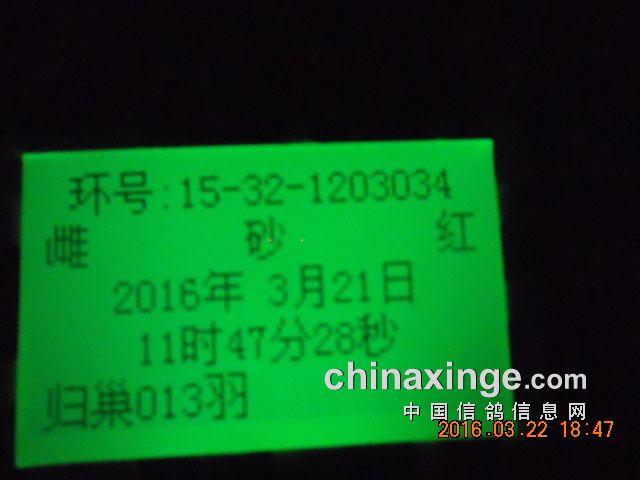 环号:15-32-1203034
雌 砂 红
2016年 3月21日
11时47分28秒
归巢013羽
chinaxinge.com
中国信鸽信息网
2016.03.22 18:47